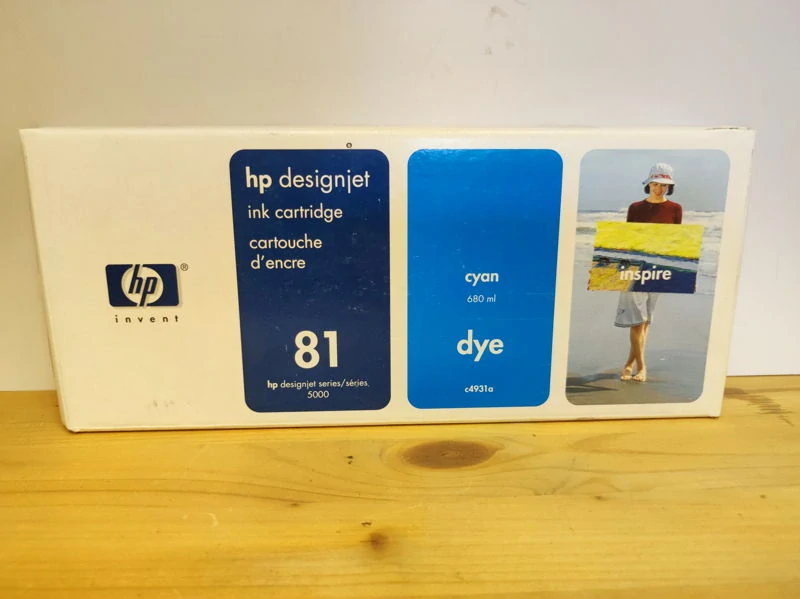 hp
®
invent
hp designjet
ink cartridge
cartouche
d'encre
81
hp designjet series/séries
5000
cyan
680 ml
dye
c4931a
inspire